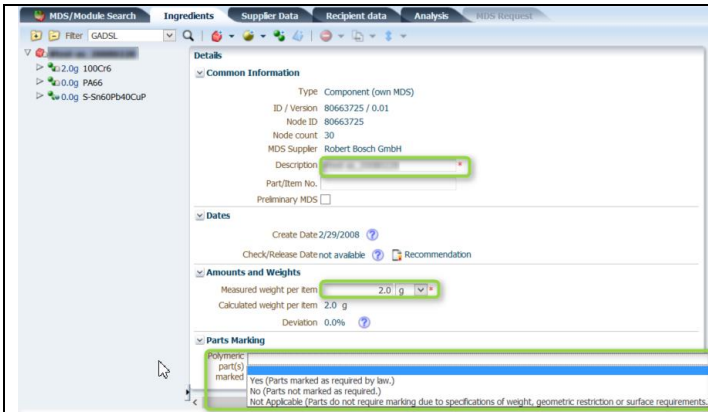 MDS/Module Search Ingredients Supplier Data Recipient data Analysis MDS Request
Filter GADSL
2.0g 100Cr6
0.0g PA66
0.0g S-Sn60Pb40CuP
Details
Common Information
Type Component (own MDS)
ID / Version 80663725 / 0.01
Node ID 80663725
Node count 30
MDS Supplier Robert Bosch GmbH
Description *
Part/Item No.
Preliminary MDS
Dates
Create Date 2/29/2008 ?
Check/Release Date not available ? Recommendation
Amounts and Weights
Measured weight per item 2.0 g *
Calculated weight per item 2.0 g
Deviation 0.0% ?
Parts Marking
Polymeric
part(s)
marked
Yes (Parts marked as required by law.)
No (Parts not marked as required.)
Not Applicable (Parts do not require marking due to specifications of weight, geometric restriction or surface requirements.